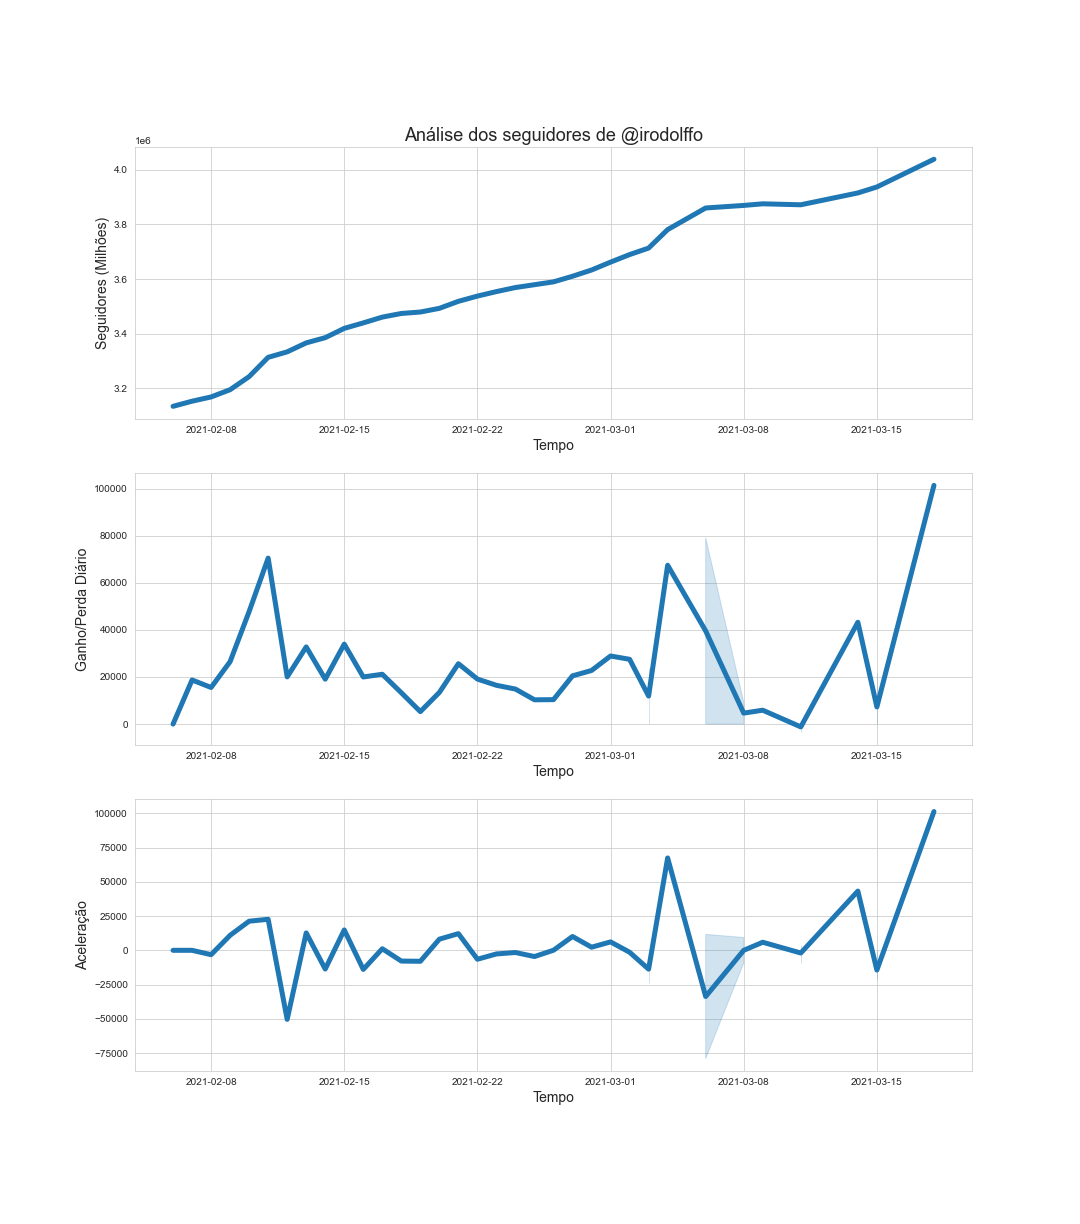 Análise dos seguidores de @irodolffo
1e6
4.0
3.8
3.6
3.4
3.2
Seguidores (Milhões)
2021-02-08 2021-02-15 2021-02-22 2021-03-01 2021-03-08 2021-03-15
Tempo
100000
80000
60000
40000
20000
0
Ganho/Perda Diário
2021-02-08 2021-02-15 2021-02-22 2021-03-01 2021-03-08 2021-03-15
Tempo
100000
75000
50000
25000
0
−25000
−50000
−75000
Aceleração
2021-02-08 2021-02-15 2021-02-22 2021-03-01 2021-03-08 2021-03-15
Tempo